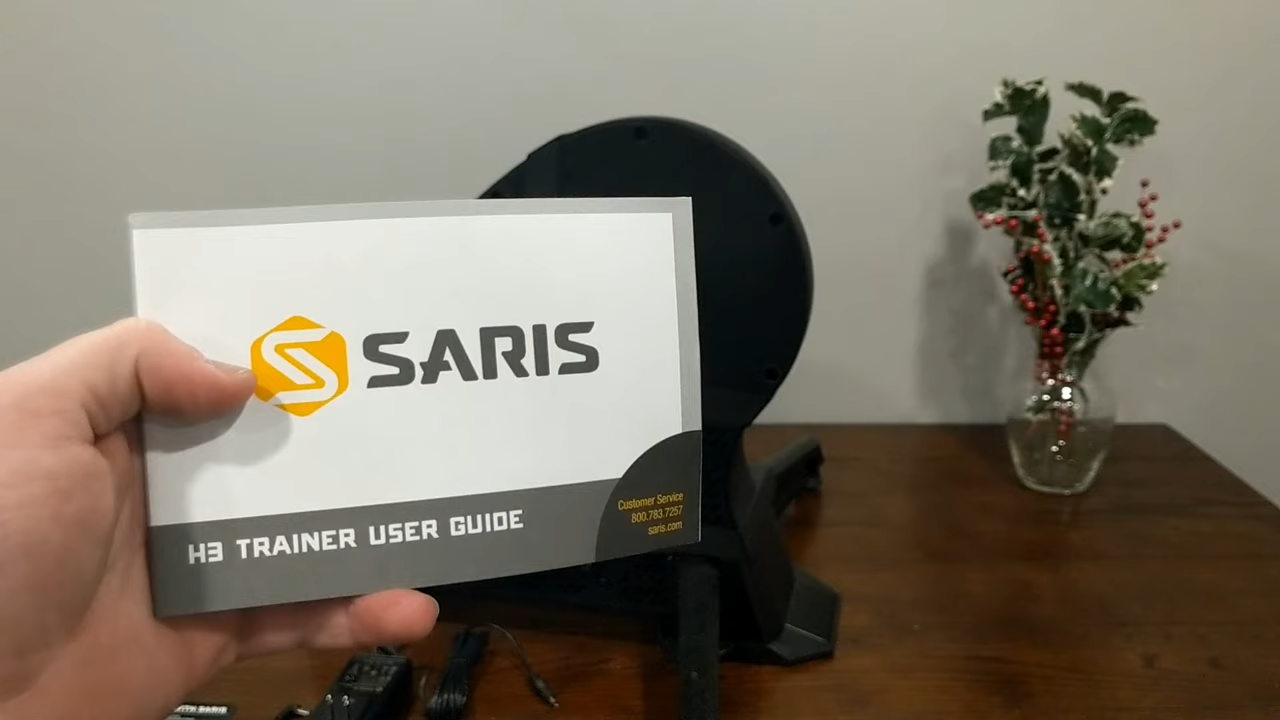 SARIS
H3 TRAINER USER GUIDE
Customer Service
800.783.7257
saris.com